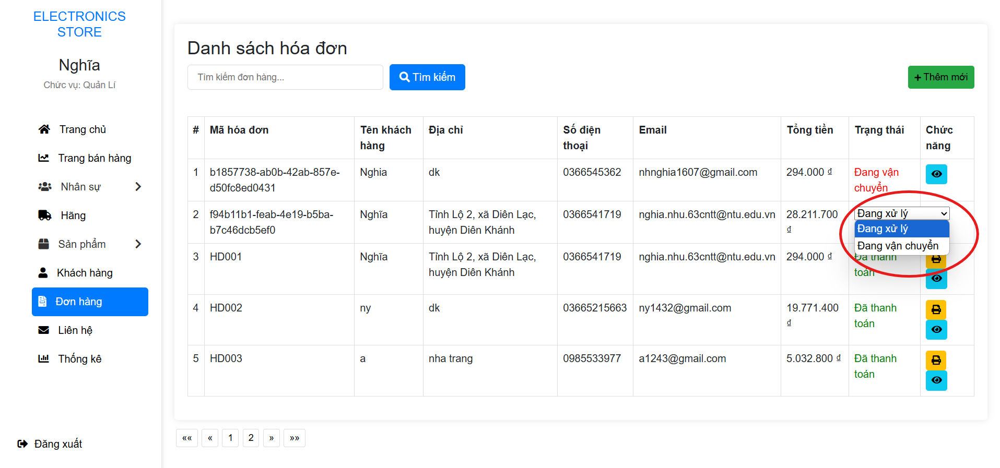 ELECTRONICS
STORE
Nghĩa
Chức vụ: Quản Lí
Trang chủ
Trang bán hàng
Nhân sự
Hãng
Sản phẩm
Khách hàng
Đơn hàng
Liên hệ
Thống kê
Đăng xuất
Danh sách hóa đơn
Tìm kiếm đơn hàng...
Tìm kiếm
+ Thêm mới
# Mã hóa đơn Tên khách hàng Địa chỉ Số điện thoại Email Tổng tiền Trạng thái Chức năng
1 b1857738-ab0b-42ab-857e-d50fc8ed0431 Nghia dk 0366545362 nhnghia1607@gmail.com 294.000 ₫ Đang vận chuyển
2 f94b11b1-feab-4e19-b5ba-b7c46dcb5ef0 Nghĩa Tỉnh Lộ 2, xã Diên Lạc, huyện Diên Khánh 0366541719 nghia.nhu.63cntt@ntu.edu.vn 28.211.700 ₫ Đang xử lý
Đang xử lý
Đang vận chuyển
3 HD001 Nghĩa Tỉnh Lộ 2, xã Diên Lạc, huyện Diên Khánh 0366541719 nghia.nhu.63cntt@ntu.edu.vn 294.000 ₫ Đã thanh toán
4 HD002 ny dk 03665215663 ny1432@gmail.com 19.771.400 ₫ Đã thanh toán
5 HD003 a nha trang 0985533977 a1243@gmail.com 5.032.800 ₫ Đã thanh toán
«« « 1 2 » »»